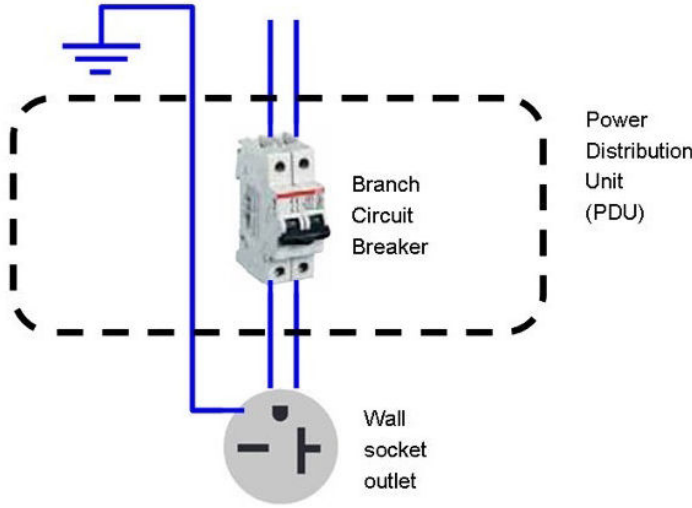 Power
Distribution
Unit
(PDU)
Branch
Circuit
Breaker
Wall
socket
outlet